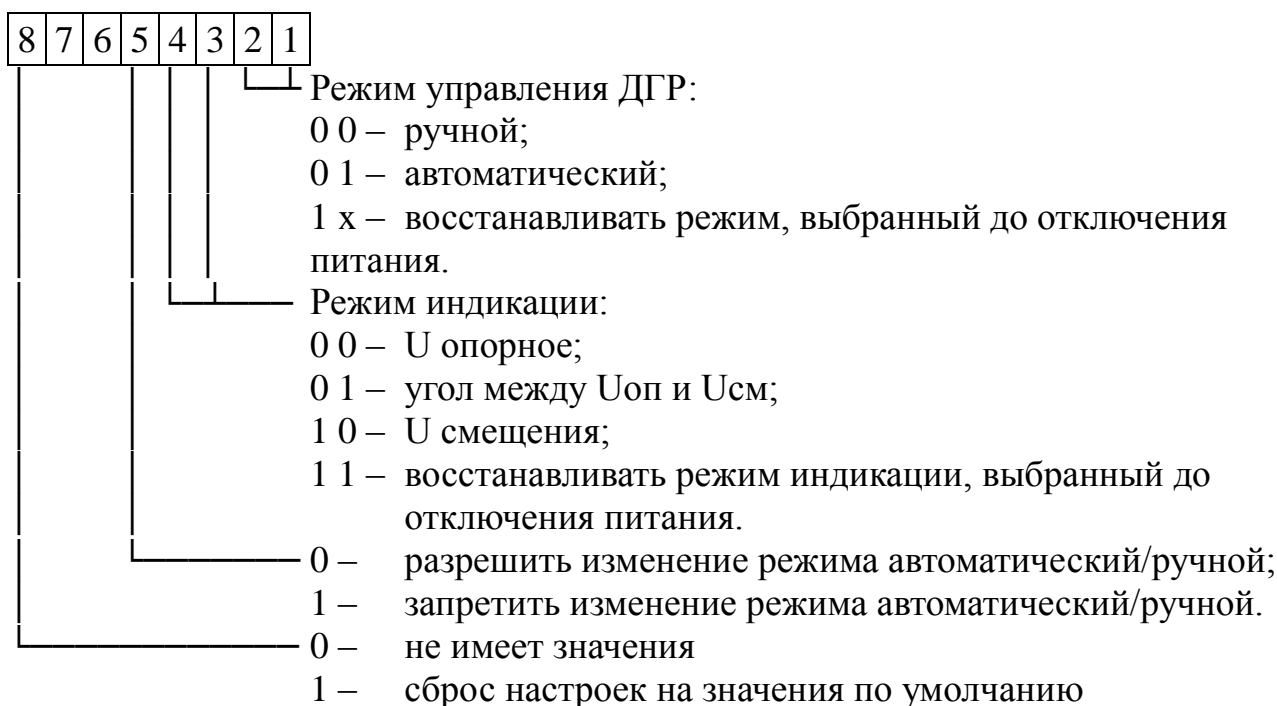 8 7 6 5 4 3 2 1
Режим управления ДГР:
0 0 – ручной;
0 1 – автоматический;
1 x – восстанавливать режим, выбранный до отключения
питания.
Режим индикации:
0 0 – U опорное;
0 1 – угол между Uоп и Uсм;
1 0 – U смещения;
1 1 – восстанавливать режим индикации, выбранный до
отключения питания.
0 – разрешить изменение режима автоматический/ручной;
1 – запретить изменение режима автоматический/ручной.
0 – не имеет значения
1 – сброс настроек на значения по умолчанию